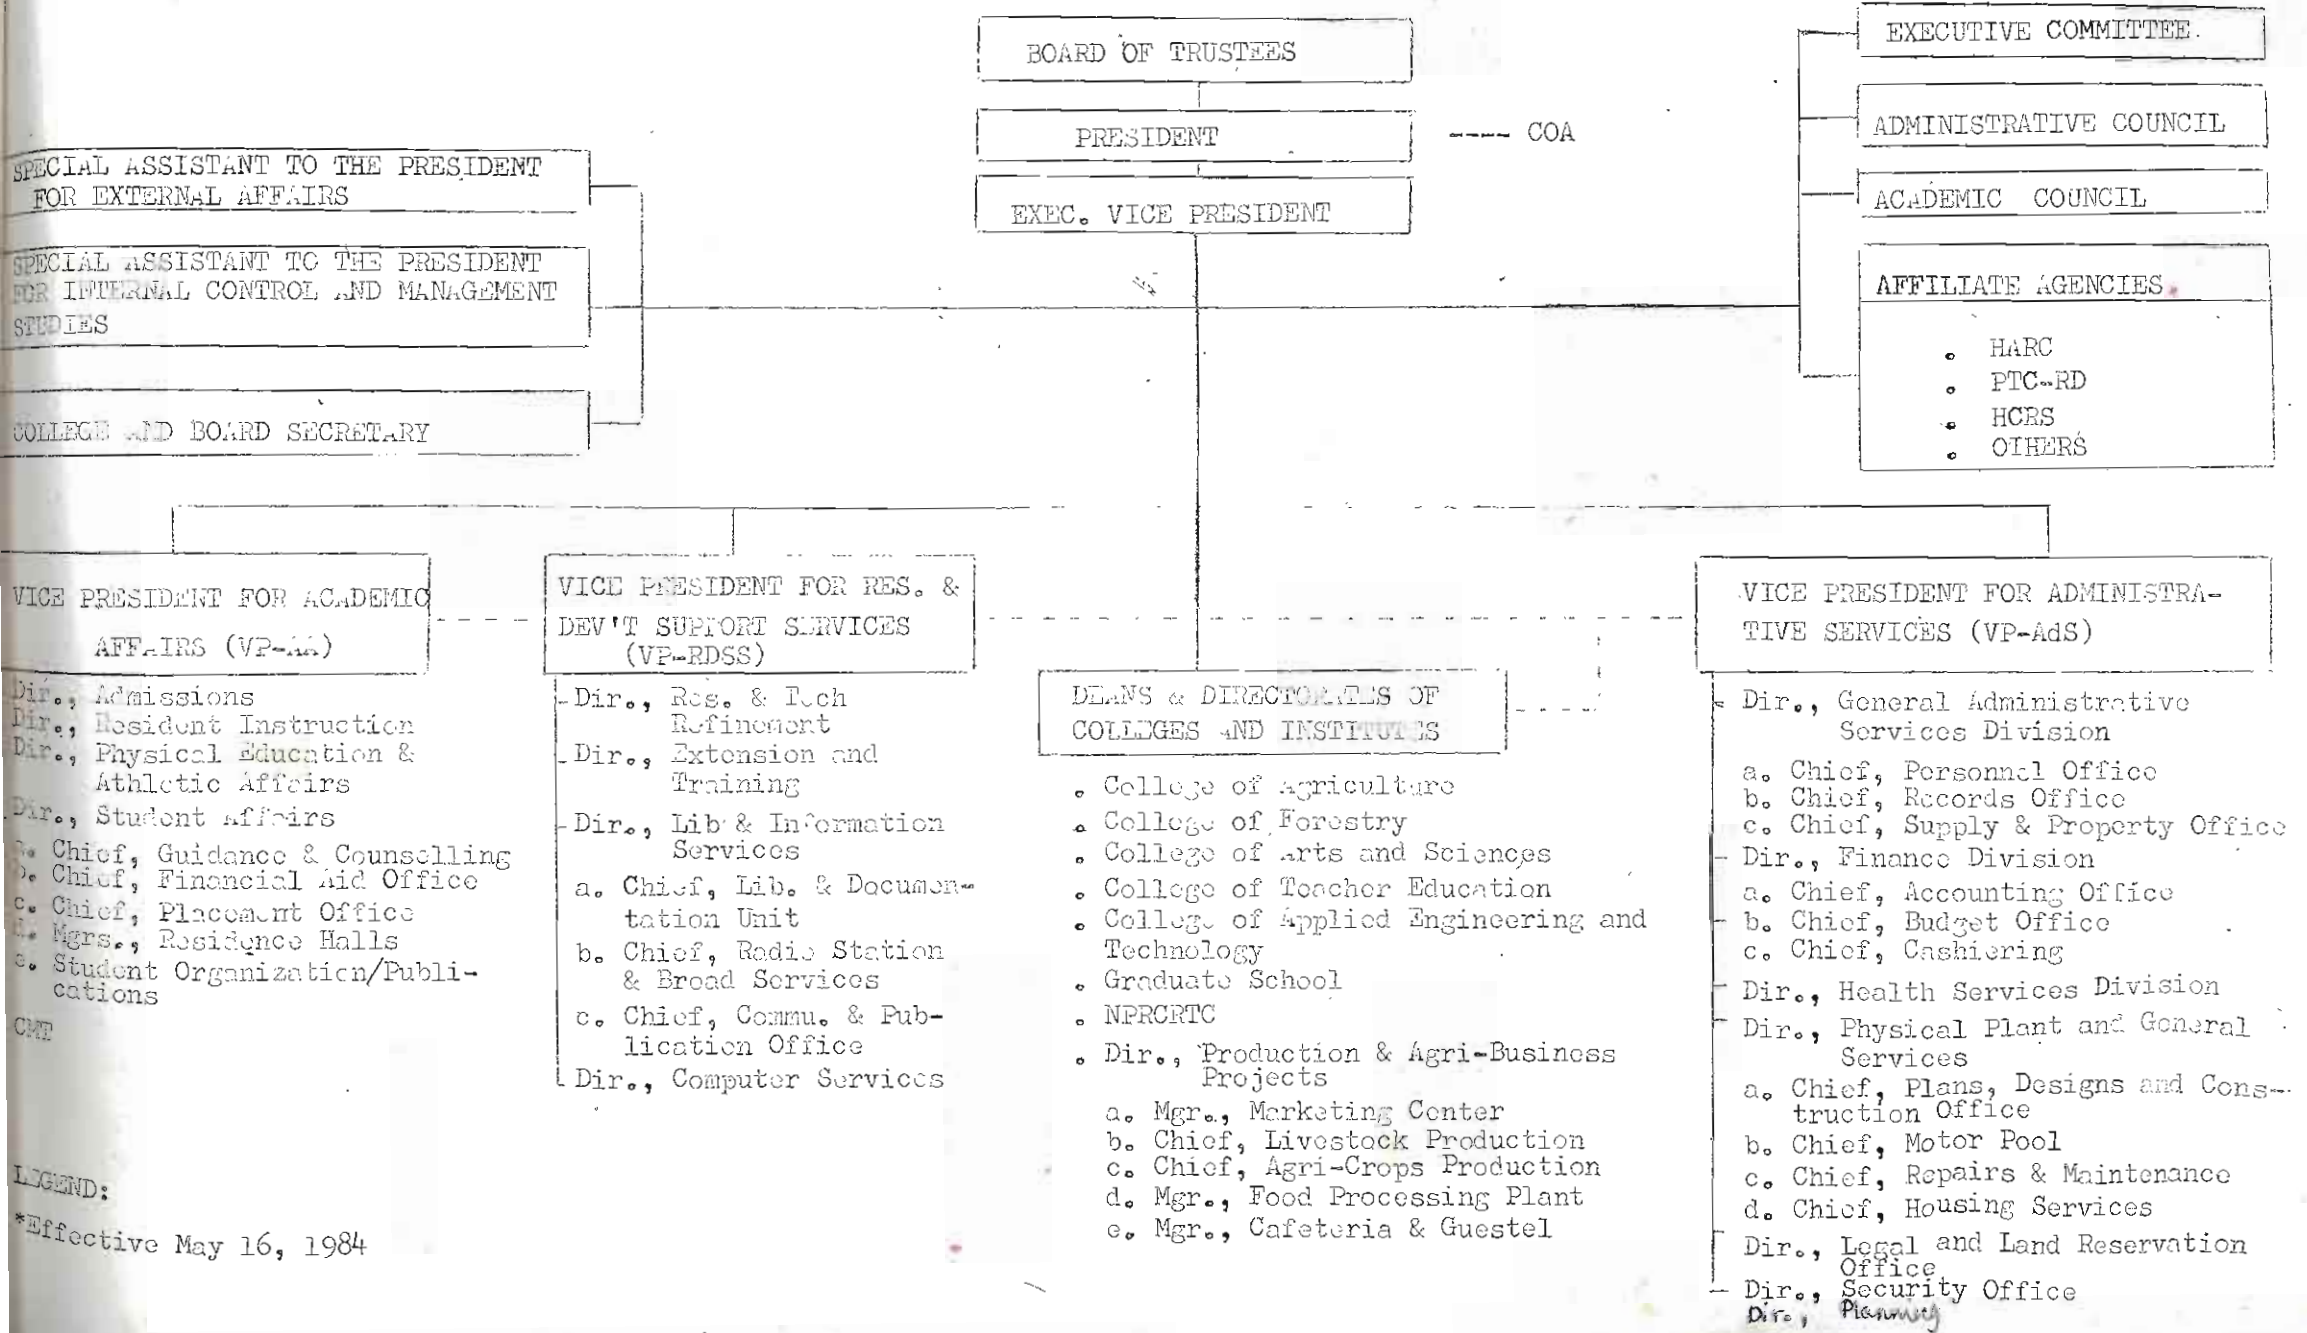 BOARD OF TRUSTEES
PRESIDENT
---- COA
EXEC. VICE PRESIDENT
EXECUTIVE COMMITTEE.
ADMINISTRATIVE COUNCIL
ACADEMIC COUNCIL
AFFILIATE AGENCIES.
. HARC
. PTC-RD
. HCRS
. OTHERS
SPECIAL ASSISTANT TO THE PRESIDENT
FOR EXTERNAL AFFAIRS
SPECIAL ASSISTANT TO THE PRESIDENT
FOR INTERNAL CONTROL AND MANAGEMENT
STUDIES
COLLEGE AND BOARD SECRETARY
VICE PRESIDENT FOR ACADEMIC
AFFAIRS (VP-AA)
Dir., Admissions
Dir., Resident Instruction
Dir., Physical Education &
Athletic Affairs
Dir., Student Affairs
a. Chief, Guidance & Counselling
b. Chief, Financial Aid Office
c. Chief, Placement Office
d. Mgrs., Residence Halls
e. Student Organization/Publi-
cations
CMT
LEGEND:
*Effective May 16, 1984
VICE PRESIDENT FOR RES. &
DEV'T SUPPORT SERVICES
(VP-RDSS)
Dir., Res. & Tech
Refinement
Dir., Extension and
Training
Dir., Lib & Information
Services
a. Chief, Lib. & Documen-
tation Unit
b. Chief, Radio Station
& Broad Services
c. Chief, Commu. & Pub-
lication Office
Dir., Computer Services
DEANS & DIRECTORATES OF
COLLEGES AND INSTITUTES
. College of Agriculture
. College of Forestry
. College of Arts and Sciences
. College of Teacher Education
. College of Applied Engineering and
Technology
. Graduate School
. NPRCRTC
. Dir., Production & Agri-Business
Projects
a. Mgr., Marketing Center
b. Chief, Livestock Production
c. Chief, Agri-Crops Production
d. Mgr., Food Processing Plant
e. Mgr., Cafeteria & Guestel
VICE PRESIDENT FOR ADMINISTRA-
TIVE SERVICES (VP-AdS)
Dir., General Administrative
Services Division
a. Chief, Personnel Office
b. Chief, Records Office
c. Chief, Supply & Property Office
Dir., Finance Division
a. Chief, Accounting Office
b. Chief, Budget Office
c. Chief, Cashiering
Dir., Health Services Division
Dir., Physical Plant and General
Services
a. Chief, Plans, Designs and Cons-
truction Office
b. Chief, Motor Pool
c. Chief, Repairs & Maintenance
d. Chief, Housing Services
Dir., Legal and Land Reservation
Office
Dir., Security Office
Dir., Planning